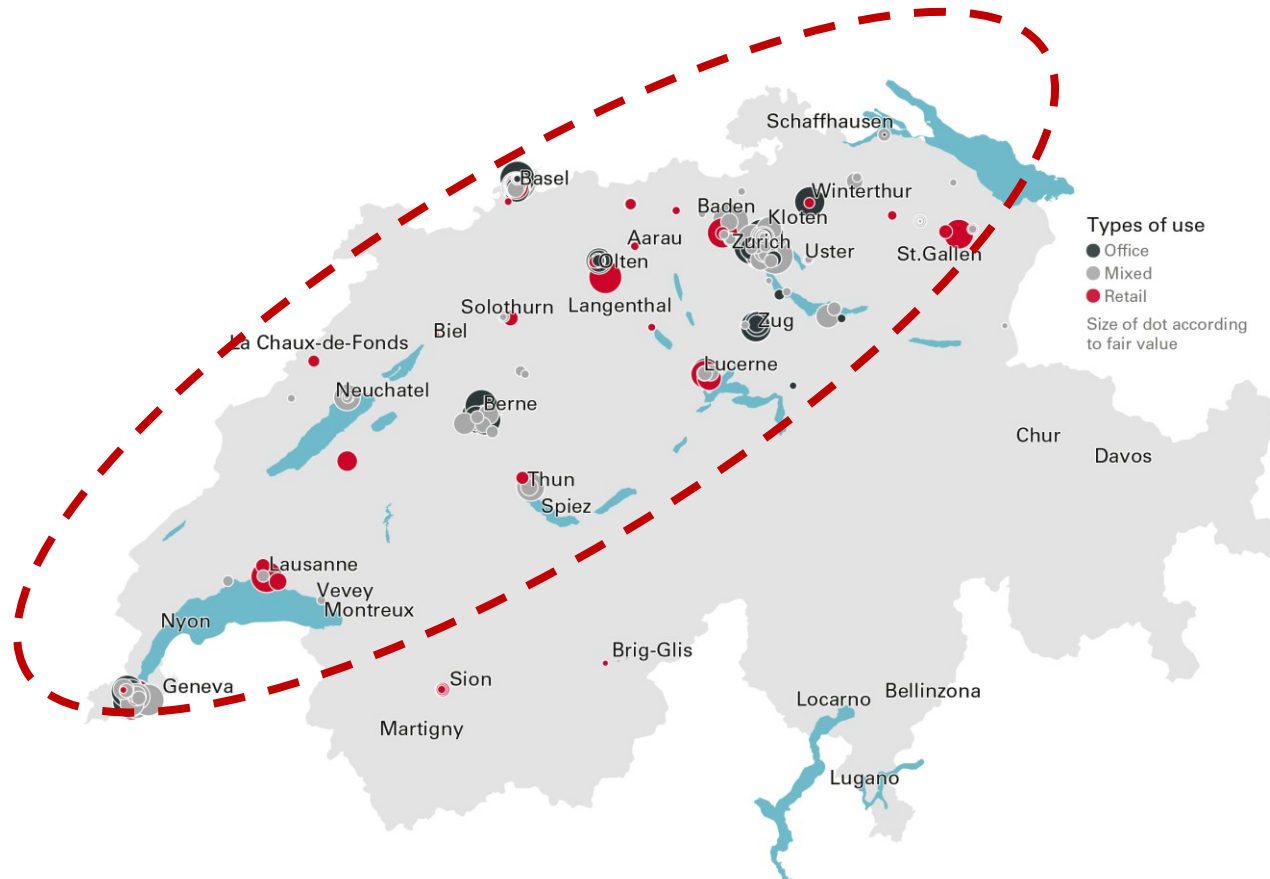 Schaffhausen
Basel
Winterthur
Baden
Kloten
Zurich
Uster
Aarau
St.Gallen
Olten
Langenthal
Solothurn
Zug
Biel
La Chaux-de-Fonds
Lucerne
Neuchatel
Berne
Chur
Davos
Thun
Spiez
Lausanne
Vevey
Montreux
Nyon
Brig-Glis
Geneva
Sion
Martigny
Locarno
Bellinzona
Lugano
Types of use
Office
Mixed
Retail
Size of dot according
to fair value